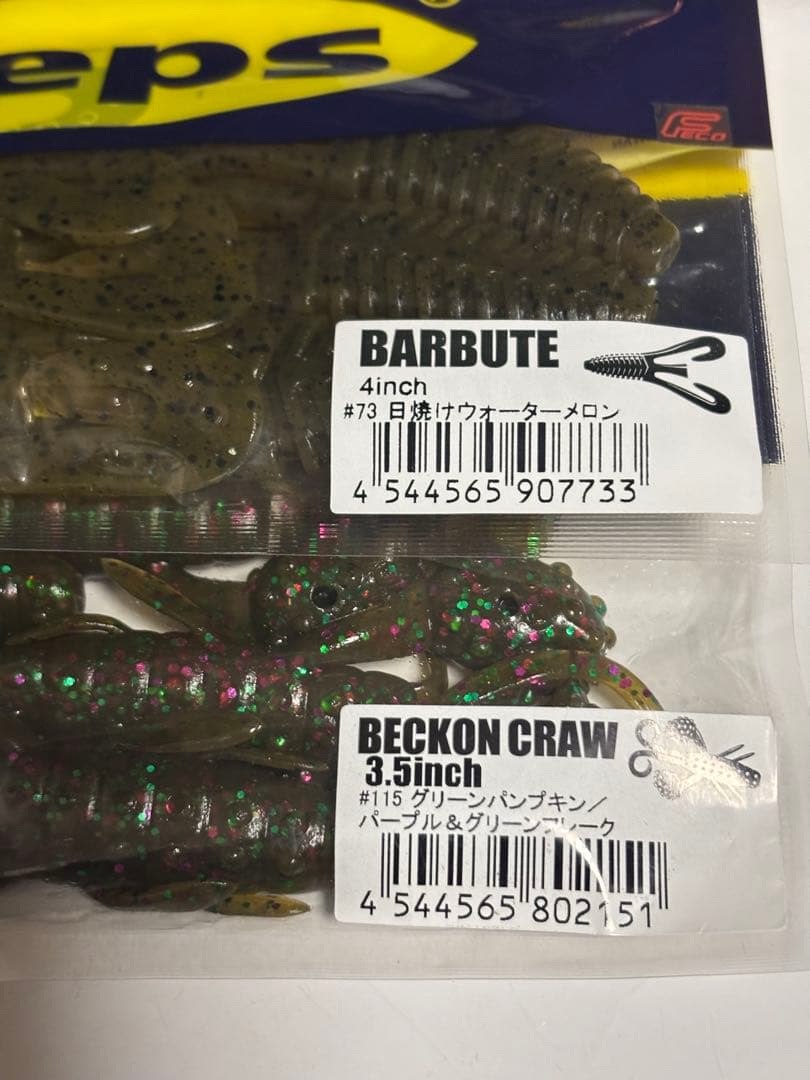 eps
FECO
BARBUTE
4inch
#73 日焼けウォーターメロン
4 544565 907733
BECKON CRAW
3.5inch
#115 グリーンパンプキン／
パープル＆グリーンフレーク
4 544565 802151